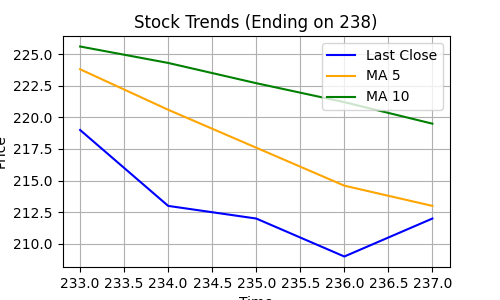 Stock Trends (Ending on 238)
Last Close
MA 5
MA 10
225.0
222.5
220.0
217.5
215.0
212.5
210.0
Price
233.0 233.5 234.0 234.5 235.0 235.5 236.0 236.5 237.0
Time